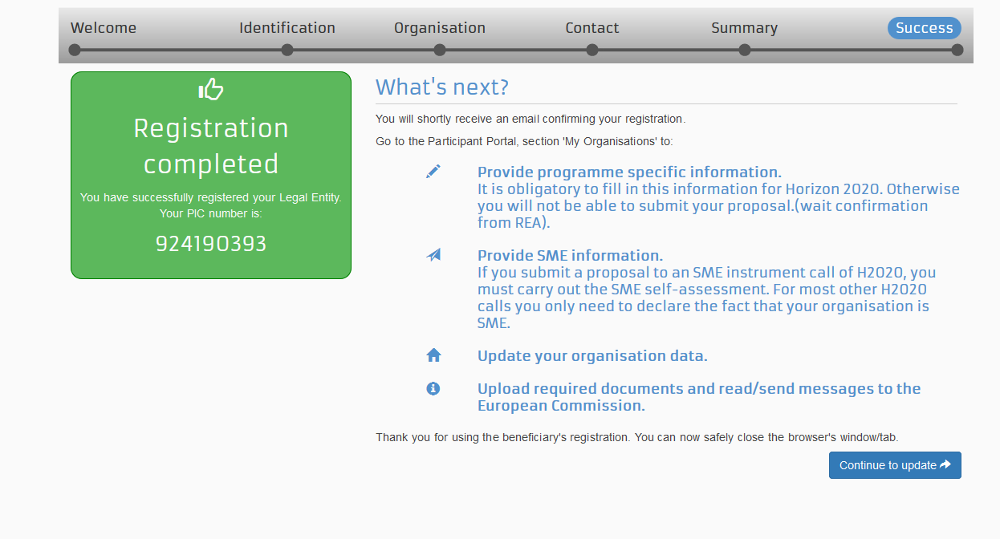 Welcome
Identification
Organisation
Contact
Summary
Success
Registration
completed
You have successfully registered your Legal Entity.
Your PIC number is:
924190393
What's next?
You will shortly receive an email confirming your registration.
Go to the Participant Portal, section 'My Organisations' to:
Provide programme specific information.
It is obligatory to fill in this information for Horizon 2020. Otherwise
you will not be able to submit your proposal.(wait confirmation
from REA).
Provide SME information.
If you submit a proposal to an SME instrument call of H2020, you
must carry out the SME self-assessment. For most other H2020
calls you only need to declare the fact that your organisation is
SME.
Update your organisation data.
Upload required documents and read/send messages to the
European Commission.
Thank you for using the beneficiary's registration. You can now safely close the browser's window/tab.
Continue to update